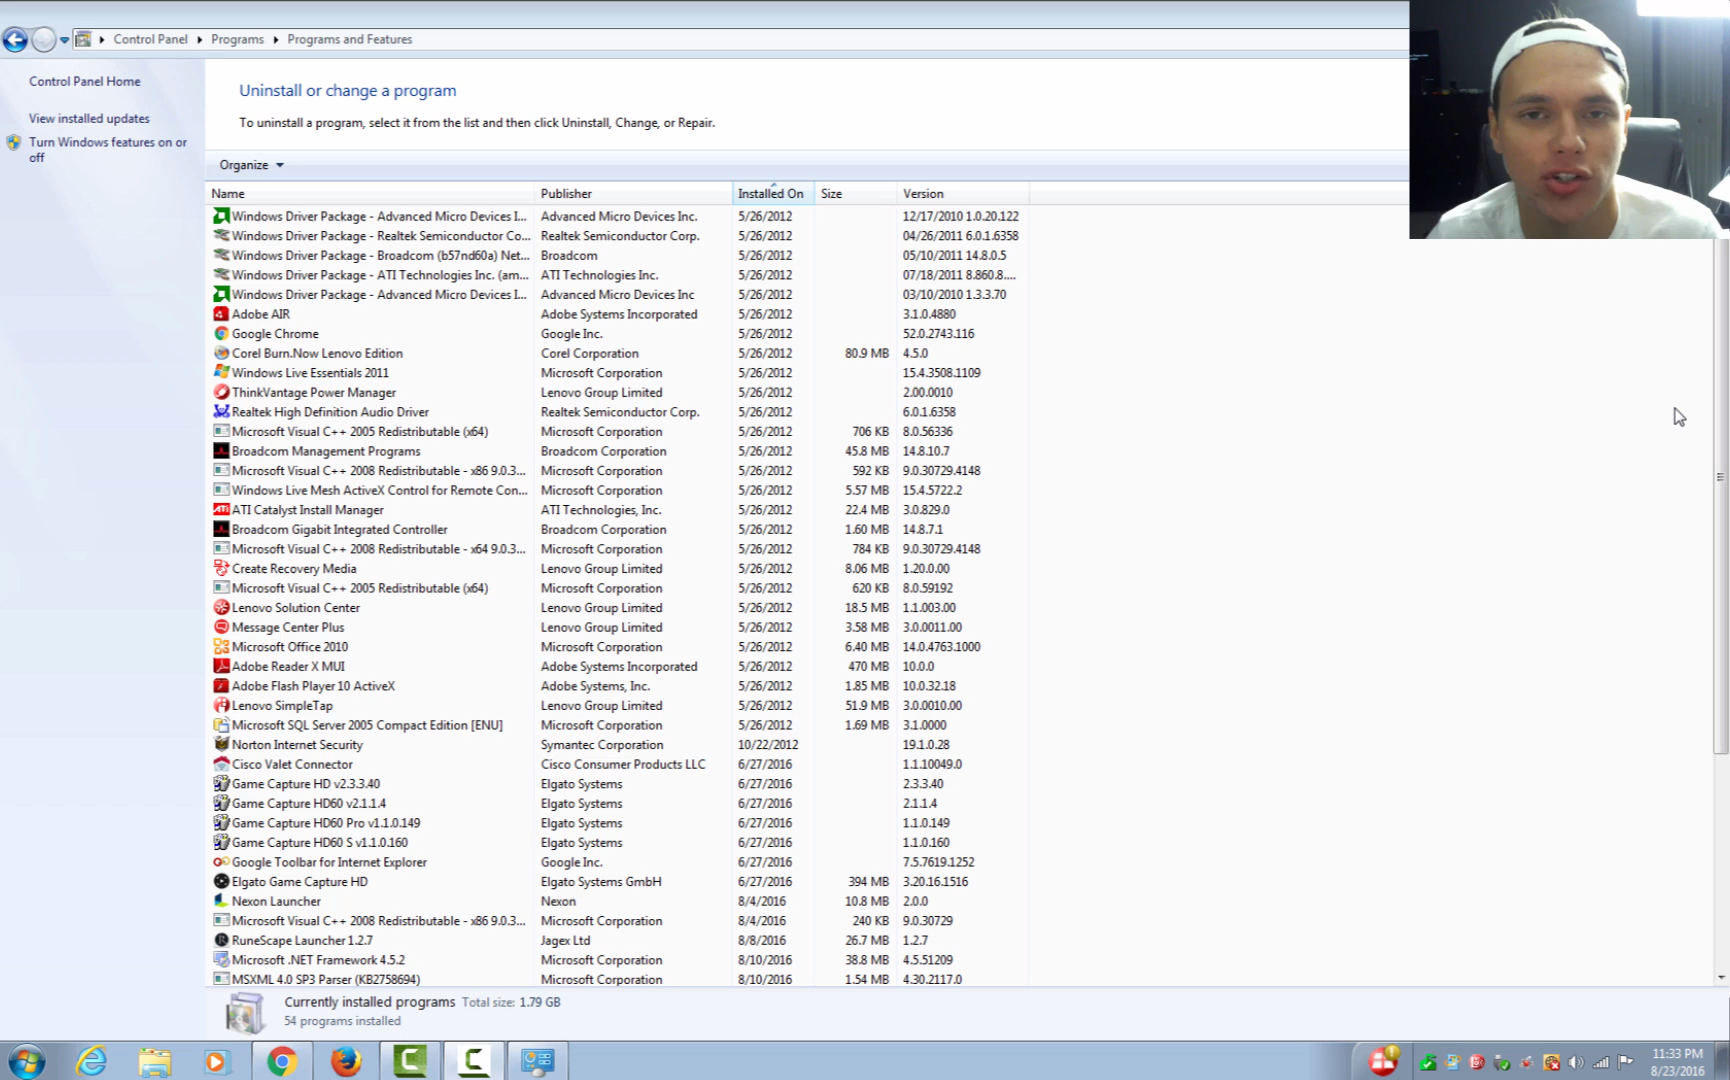 Control Panel Programs Programs and Features
Control Panel Home
View installed updates
Turn Windows features on or
off
Uninstall or change a program
To uninstall a program, select it from the list and then click Uninstall, Change, or Repair.
Organize
Name Publisher Installed On Size Version
Windows Driver Package - Advanced Micro Devices I... Advanced Micro Devices Inc. 5/26/2012 12/17/2010 1.0.20.122
Windows Driver Package - Realtek Semiconductor Co... Realtek Semiconductor Corp. 5/26/2012 04/26/2011 6.0.1.6358
Windows Driver Package - Broadcom (b57nd60a) Net... Broadcom 5/26/2012 05/10/2011 14.8.0.5
Windows Driver Package - ATI Technologies Inc. (am... ATI Technologies Inc. 5/26/2012 07/18/2011 8.860.8....
Windows Driver Package - Advanced Micro Devices I... Advanced Micro Devices Inc 5/26/2012 03/10/2010 1.3.3.70
Adobe AIR Adobe Systems Incorporated 5/26/2012 3.1.0.4880
Google Chrome Google Inc. 5/26/2012 52.0.2743.116
Corel Burn.Now Lenovo Edition Corel Corporation 5/26/2012 80.9 MB 4.5.0
Windows Live Essentials 2011 Microsoft Corporation 5/26/2012 15.4.3508.1109
ThinkVantage Power Manager Lenovo Group Limited 5/26/2012 2.00.0010
Realtek High Definition Audio Driver Realtek Semiconductor Corp. 5/26/2012 6.0.1.6358
Microsoft Visual C++ 2005 Redistributable (x64) Microsoft Corporation 5/26/2012 706 KB 8.0.56336
Broadcom Management Programs Broadcom Corporation 5/26/2012 45.8 MB 14.8.10.7
Microsoft Visual C++ 2008 Redistributable - x86 9.0.3... Microsoft Corporation 5/26/2012 592 KB 9.0.30729.4148
Windows Live Mesh ActiveX Control for Remote Con... Microsoft Corporation 5/26/2012 5.57 MB 15.4.5722.2
ATI Catalyst Install Manager ATI Technologies, Inc. 5/26/2012 22.4 MB 3.0.829.0
Broadcom Gigabit Integrated Controller Broadcom Corporation 5/26/2012 1.60 MB 14.8.7.1
Microsoft Visual C++ 2008 Redistributable - x64 9.0.3... Microsoft Corporation 5/26/2012 784 KB 9.0.30729.4148
Create Recovery Media Lenovo Group Limited 5/26/2012 8.06 MB 1.20.0.00
Microsoft Visual C++ 2005 Redistributable (x64) Microsoft Corporation 5/26/2012 620 KB 8.0.59192
Lenovo Solution Center Lenovo Group Limited 5/26/2012 18.5 MB 1.1.003.00
Message Center Plus Lenovo Group Limited 5/26/2012 3.58 MB 3.0.0011.00
Microsoft Office 2010 Microsoft Corporation 5/26/2012 6.40 MB 14.0.4763.1000
Adobe Reader X MUI Adobe Systems Incorporated 5/26/2012 470 MB 10.0.0
Adobe Flash Player 10 ActiveX Adobe Systems, Inc. 5/26/2012 1.85 MB 10.0.32.18
Lenovo SimpleTap Lenovo Group Limited 5/26/2012 51.9 MB 3.0.0010.00
Microsoft SQL Server 2005 Compact Edition [ENU] Microsoft Corporation 5/26/2012 1.69 MB 3.1.0000
Norton Internet Security Symantec Corporation 10/22/2012 19.1.0.28
Cisco Valet Connector Cisco Consumer Products LLC 6/27/2016 1.1.10049.0
Game Capture HD v2.3.3.40 Elgato Systems 6/27/2016 2.3.3.40
Game Capture HD60 v2.1.1.4 Elgato Systems 6/27/2016 2.1.1.4
Game Capture HD60 Pro v1.1.0.149 Elgato Systems 6/27/2016 1.1.0.149
Game Capture HD60 S v1.1.0.160 Elgato Systems 6/27/2016 1.1.0.160
Google Toolbar for Internet Explorer Google Inc. 6/27/2016 7.5.7619.1252
Elgato Game Capture HD Elgato Systems GmbH 6/27/2016 394 MB 3.20.16.1516
Nexon Launcher Nexon 8/4/2016 10.8 MB 2.0.0
Microsoft Visual C++ 2008 Redistributable - x86 9.0.3... Microsoft Corporation 8/4/2016 240 KB 9.0.30729
RuneScape Launcher 1.2.7 Jagex Ltd 8/8/2016 26.7 MB 1.2.7
Microsoft .NET Framework 4.5.2 Microsoft Corporation 8/10/2016 38.8 MB 4.5.51209
MSXML 4.0 SP3 Parser (KB2758694) Microsoft Corporation 8/10/2016 1.54 MB 4.30.2117.0
Currently installed programs Total size: 1.79 GB
54 programs installed
11:33 PM
8/23/2016